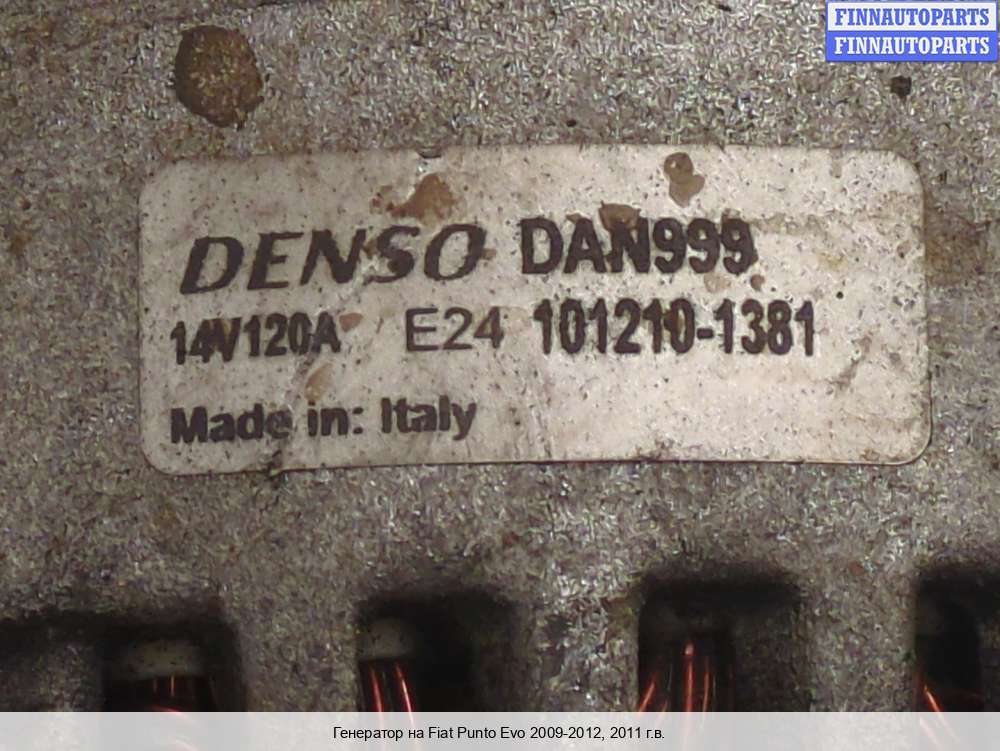 FINNAUTOPARTS
FINNAUTOPARTS
DENSO DAN999
14V120A E24 101210-1381
Made in: Italy
Генератор на Fiat Punto Evo 2009-2012, 2011 г.в.